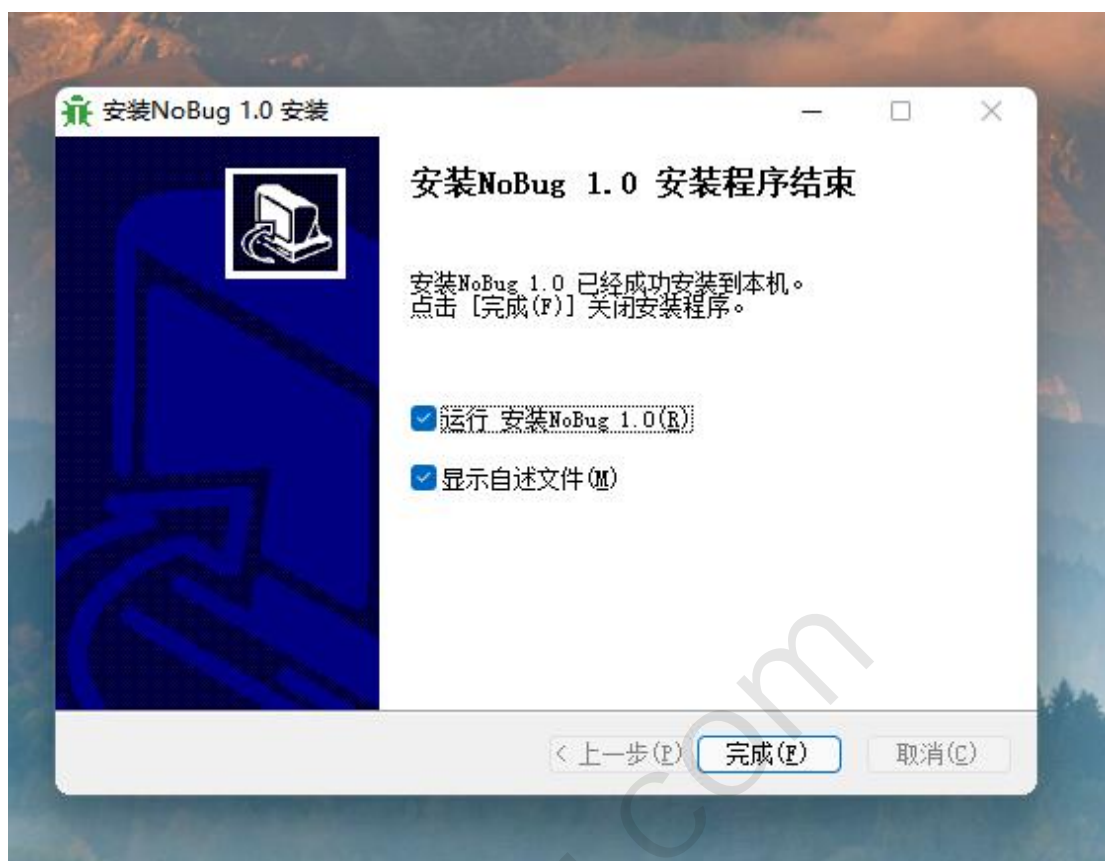 安装NoBug 1.0 安装
安装NoBug 1.0 安装程序结束
安装NoBug 1.0 已经成功安装到本机。
点击 [完成(F)] 关闭安装程序。
运行 安装NoBug 1.0(R)
显示自述文件(M)
< 上一步(P)
完成(F)
取消(C)
com